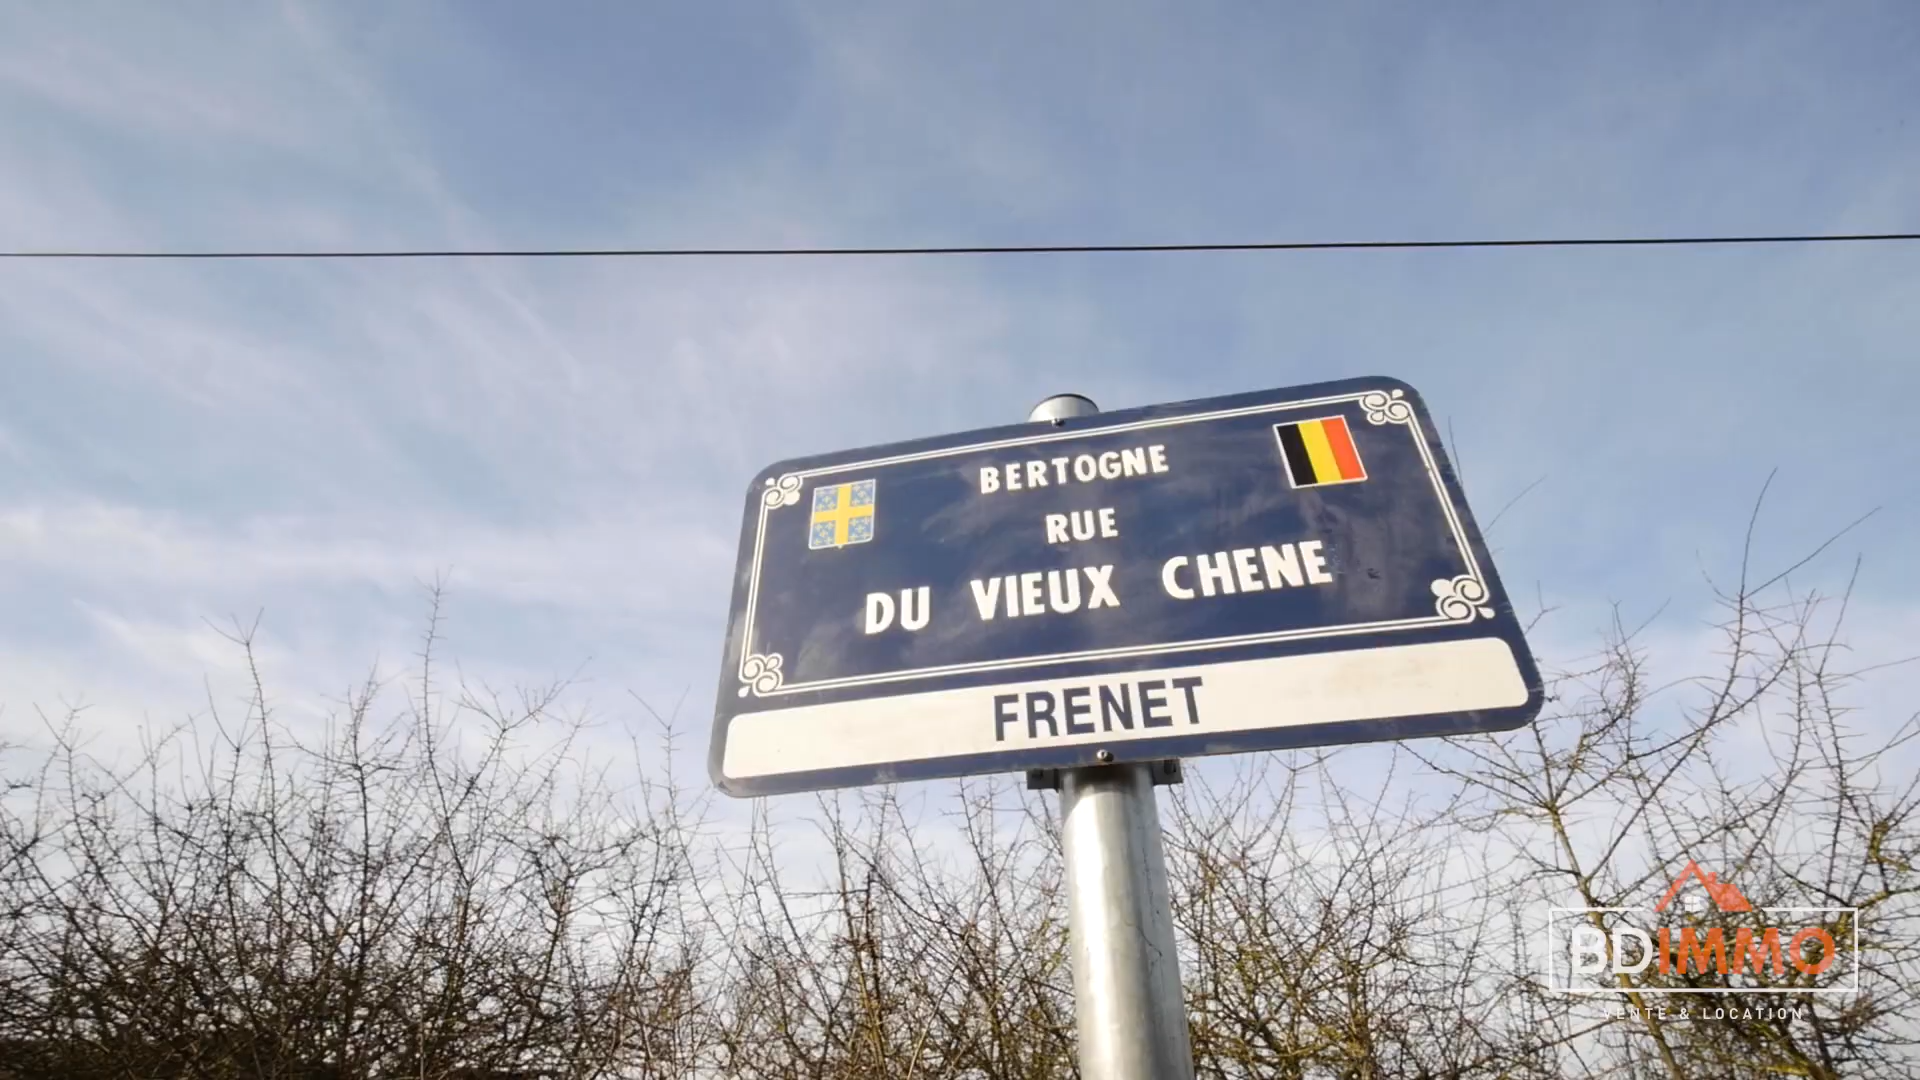 BERTOGNE
RUE
DU VIEUX CHENE
FRENET
BDIMMO
VENTE & LOCATION